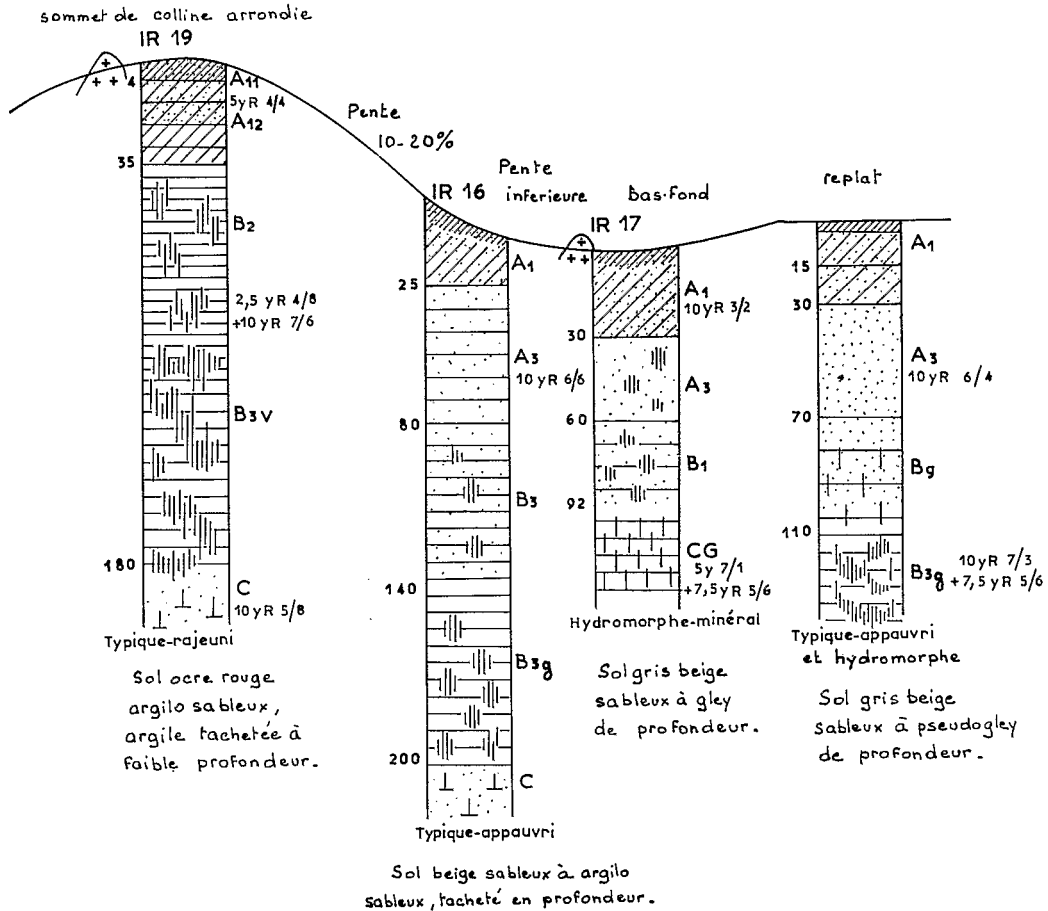 sommet de colline arrondie
IR 19
+
+ +
4
A11
5yR 4/4
A12
35
B2
2,5 yR 4/8
+10 yR 7/6
B3V
180
C
10 yR 5/8
Typique-rajeuni
Sol ocre rouge
argilo sableux,
argile tachetée à
faible profondeur.
Pente
10-20%
IR 16
A1
25
A3
10 yR 6/6
80
B3
140
B3g
200
C
Typique-appauvri
Sol beige sableux à argilo
sableux, tacheté en profondeur.
Pente
inferieure
Bas-fond
IR 17
+
++
A1
10 yR 3/2
30
A3
60
B1
92
CG
5y 7/1
+7,5yR 5/6
Hydromorphe-minéral
Sol gris beige
sableux à gley
de profondeur.
replat
A1
15
30
A3
10 yR 6/4
70
Bg
110
B3g
10 yR 7/3
+7,5yR 5/6
Typique-appauvri
et hydromorphe
Sol gris beige
sableux à pseudogley
de profondeur.